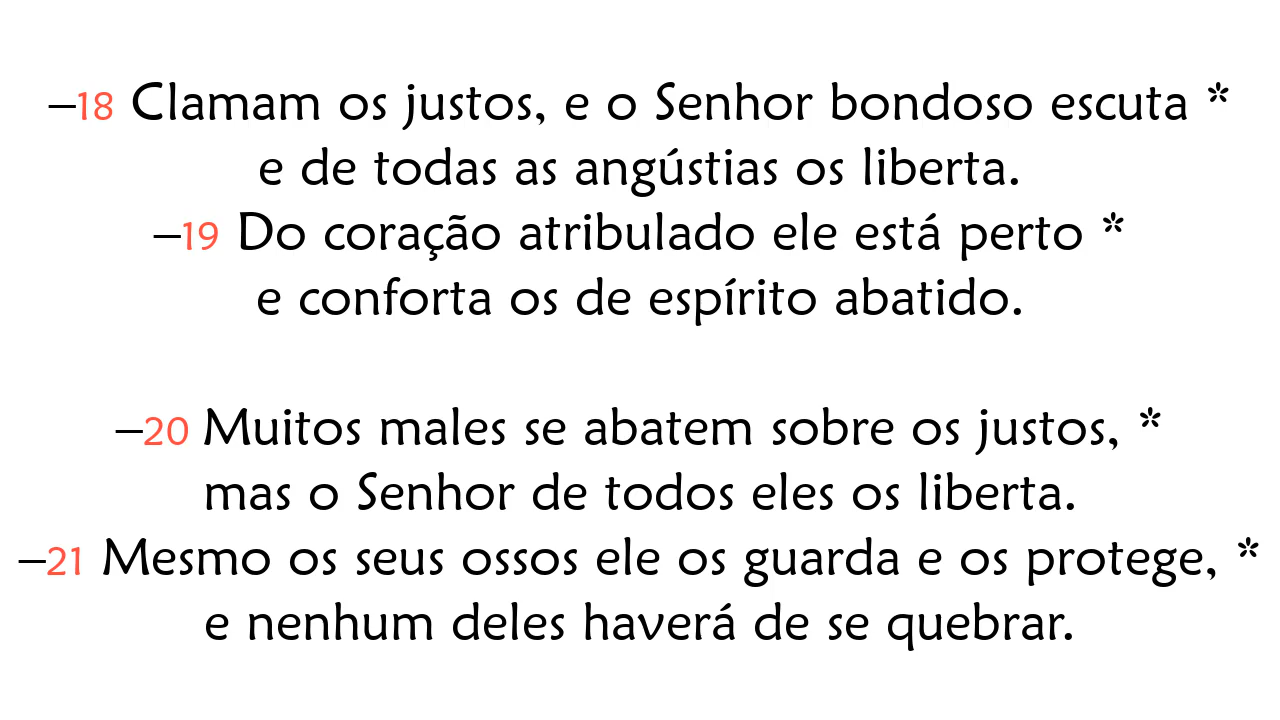 –18 Clamam os justos, e o Senhor bondoso escuta *
e de todas as angústias os liberta.
–19 Do coração atribulado ele está perto *
e conforta os de espírito abatido.
–20 Muitos males se abatem sobre os justos, *
mas o Senhor de todos eles os liberta.
–21 Mesmo os seus ossos ele os guarda e os protege, *
e nenhum deles haverá de se quebrar.